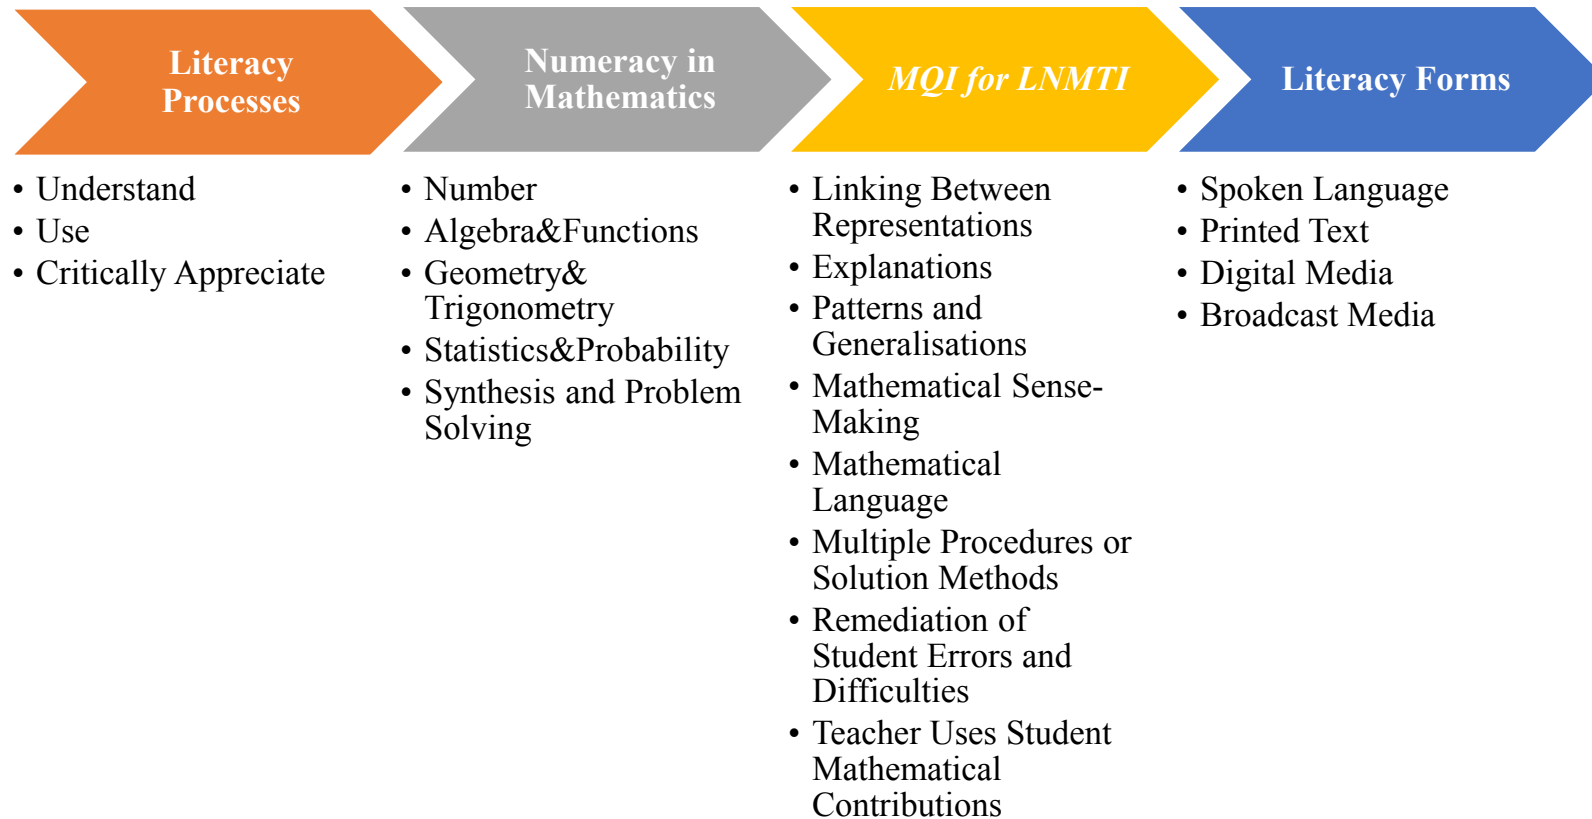 Literacy
Processes
• Understand
• Use
• Critically Appreciate
Numeracy in
Mathematics
• Number
• Algebra&Functions
• Geometry&
Trigonometry
• Statistics&Probability
• Synthesis and Problem
Solving
MQI for LNMTI
• Linking Between
Representations
• Explanations
• Patterns and
Generalisations
• Mathematical Sense-
Making
• Mathematical
Language
• Multiple Procedures or
Solution Methods
• Remediation of
Student Errors and
Difficulties
• Teacher Uses Student
Mathematical
Contributions
Literacy Forms
• Spoken Language
• Printed Text
• Digital Media
• Broadcast Media